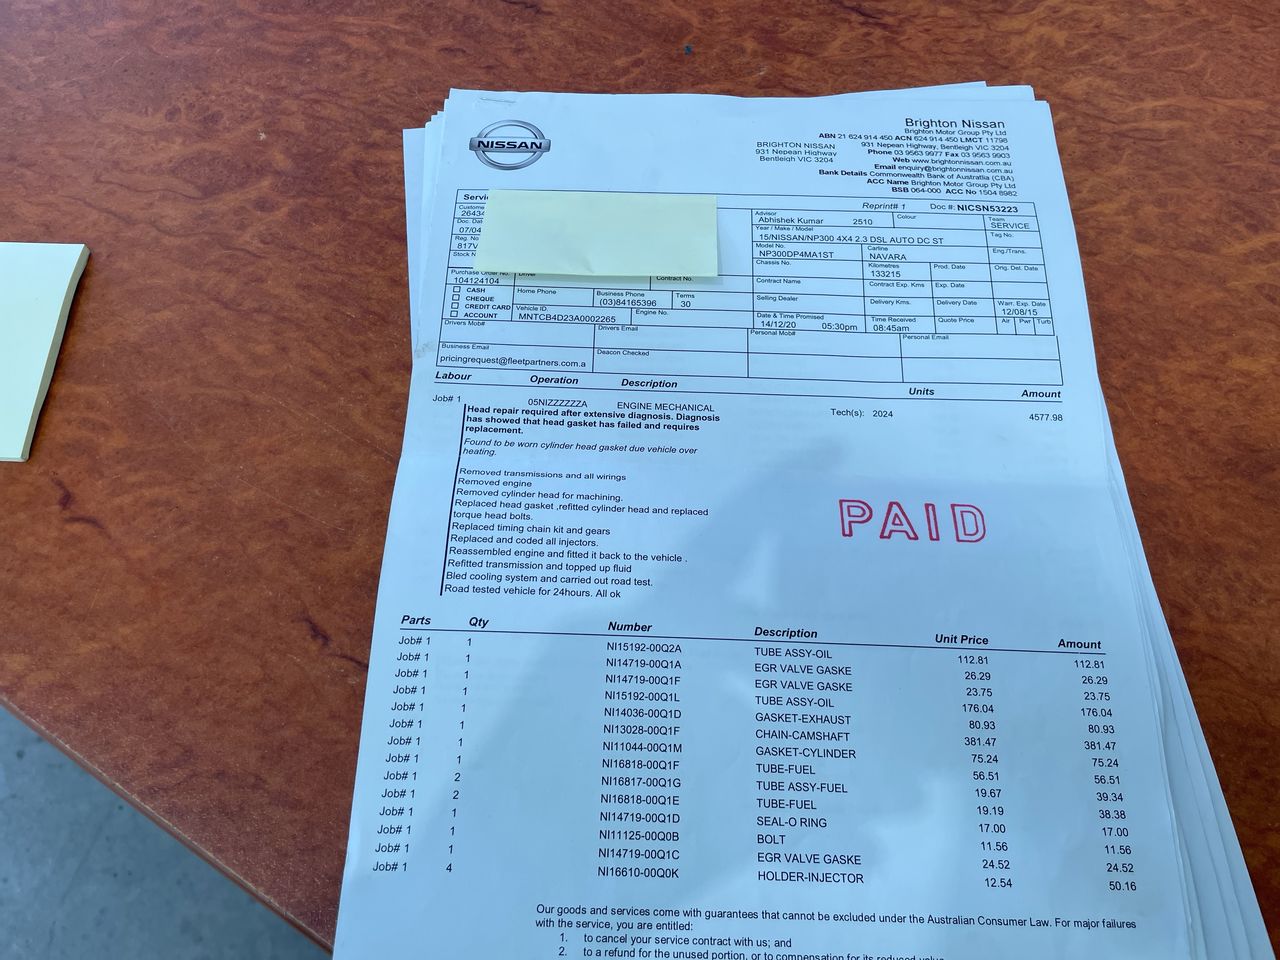 NISSAN
BRIGHTON NISSAN
931 Nepean Highway
Bentleigh VIC 3204
Brighton Nissan
Brighton Motor Group Pty Ltd
ABN 21 624 914 450 ACN 624 914 450 LMCT 11798
931 Nepean Highway, Bentleigh VIC 3204
Phone 03 9563 9977 Fax 03 9563 9903
Web www.brightonnissan.com.au
Email enquiry@brightonnissan.com.au
Bank Details Commonwealth Bank of Australia (CBA)
ACC Name Brighton Motor Group Pty Ltd
BSB 064-000 ACC No 1504 8982
Reprint# 1 Doc #: NICSN53223
Advisor
Abhishek Kumar 2510
Colour
Team
SERVICE
Year / Make / Model
15/NISSAN/NP300 4X4 2.3 DSL AUTO DC ST
Tag No.
Model No.
NP300DP4MA1ST
Carline
NAVARA
Eng./Trans.
Chassis No.
Kilometres
133215
Prod. Date
Orig. Del. Date
Purchase Order No.
104124104
Driver
Contract No.
Contract Name
Contract Exp. Kms
Exp. Date
CASH
CHEQUE
CREDIT CARD
ACCOUNT
Home Phone
Business Phone
(03)84165396
Terms
30
Selling Dealer
Delivery Kms.
Delivery Date
Warr. Exp. Date
12/08/15
Vehicle ID.
MNTCB4D23A0002265
Engine No.
Date & Time Promised
14/12/20 05:30pm
Time Received
08:45am
Quote Price
Air Pwr Turb
Drivers Mob#
Drivers Email
Personal Mob#
Personal Email
Business Email
pricingrequest@fleetpartners.com.a
Deacon Checked
Labour Operation Description Units Amount
Job# 1 05NIZZZZZZA ENGINE MECHANICAL Tech(s): 2024 4577.98
Head repair required after extensive diagnosis. Diagnosis
has showed that head gasket has failed and requires
replacement.
Found to be worn cylinder head gasket due vehicle over
heating.
Removed transmissions and all wirings
Removed engine
Removed cylinder head for machining.
Replaced head gasket ,refitted cylinder head and replaced
torque head bolts.
Replaced timing chain kit and gears
Replaced and coded all injectors.
Reassembled engine and fitted it back to the vehicle .
Refitted transmission and topped up fluid
Bled cooling system and carried out road test.
Road tested vehicle for 24hours. All ok
PAID
Parts Qty Number Description Unit Price Amount
Job# 1 1 NI15192-00Q2A TUBE ASSY-OIL 112.81 112.81
Job# 1 1 NI14719-00Q1A EGR VALVE GASKE 26.29 26.29
Job# 1 1 NI14719-00Q1F EGR VALVE GASKE 23.75 23.75
Job# 1 1 NI15192-00Q1L TUBE ASSY-OIL 176.04 176.04
Job# 1 1 NI14036-00Q1D GASKET-EXHAUST 80.93 80.93
Job# 1 1 NI13028-00Q1F CHAIN-CAMSHAFT 381.47 381.47
Job# 1 1 NI11044-00Q1M GASKET-CYLINDER 75.24 75.24
Job# 1 1 NI16818-00Q1F TUBE-FUEL 56.51 56.51
Job# 1 2 NI16817-00Q1G TUBE ASSY-FUEL 19.67 39.34
Job# 1 2 NI16818-00Q1E TUBE-FUEL 19.19 38.38
Job# 1 1 NI14719-00Q1D SEAL-O RING 17.00 17.00
Job# 1 1 NI11125-00Q0B BOLT 11.56 11.56
Job# 1 1 NI14719-00Q1C EGR VALVE GASKE 24.52 24.52
Job# 1 4 NI16610-00Q0K HOLDER-INJECTOR 12.54 50.16
Our goods and services come with guarantees that cannot be excluded under the Australian Consumer Law. For major failures
with the service, you are entitled:
1. to cancel your service contract with us; and
2. to a refund for the unused portion, or to compensation for its reduced value